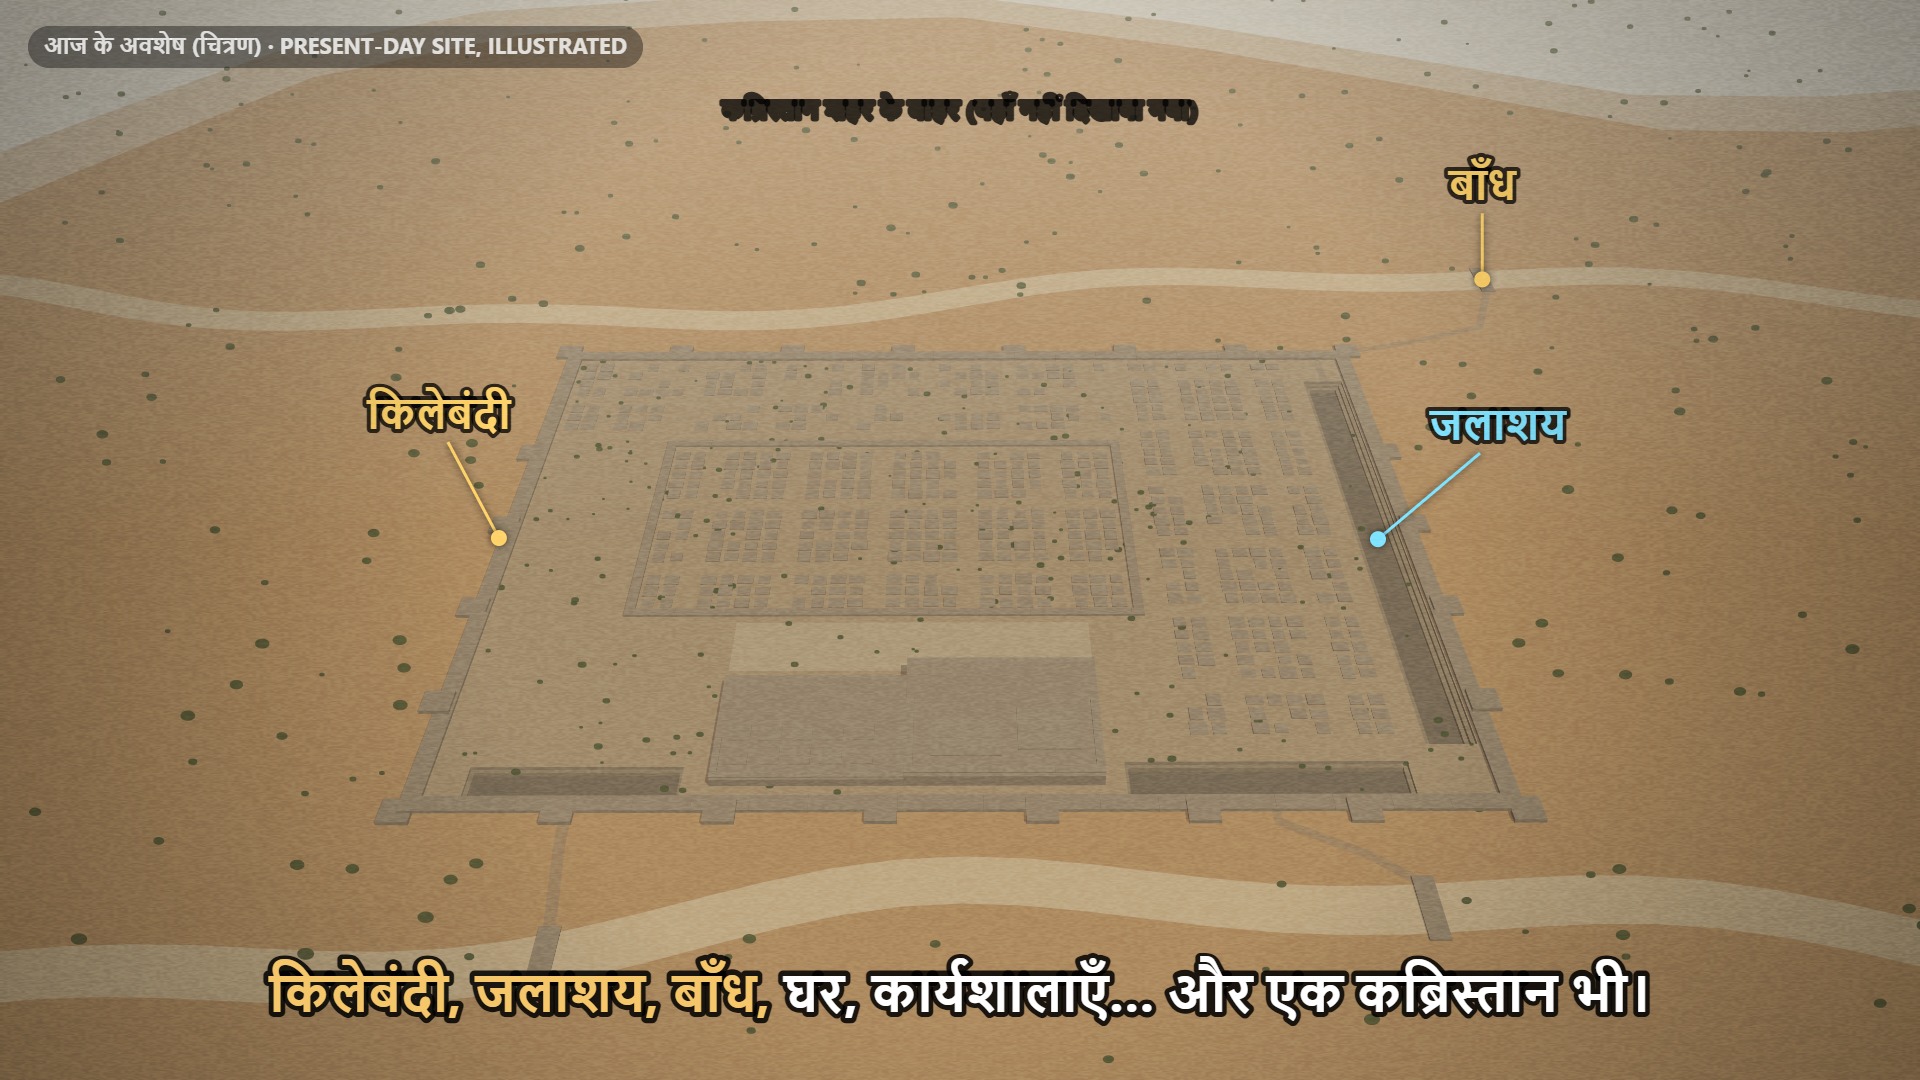 आज के अवशेष (चित्रण) · PRESENT-DAY SITE, ILLUSTRATED
बाँध
किलेबंदी
जलाशय
किलेबंदी, जलाशय, बाँध, घर, कार्यशालाएँ... और एक कब्रिस्तान भी।